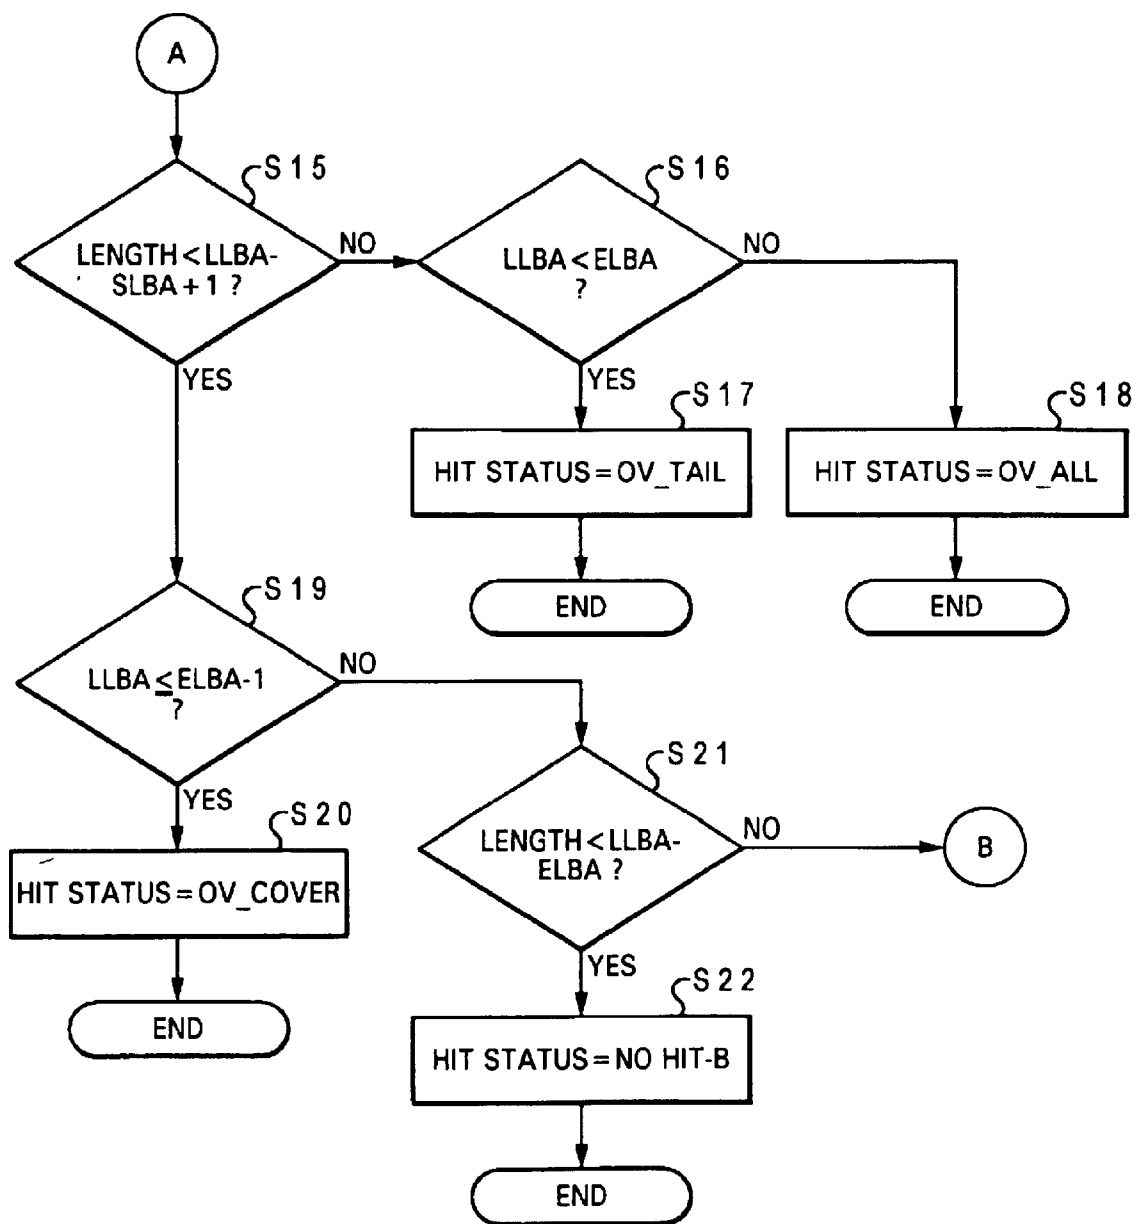 A
S15
LENGTH<LLBA-
SLBA+1 ?
NO
YES
S16
LLBA<ELBA
?
NO
YES
S17
HIT STATUS=OV_TAIL
END
S18
HIT STATUS=OV_ALL
END
S19
LLBA≤ELBA-1
?
NO
YES
S20
HIT STATUS=OV_COVER
END
S21
LENGTH<LLBA-
ELBA ?
NO
B
YES
S22
HIT STATUS=NO HIT-B
END